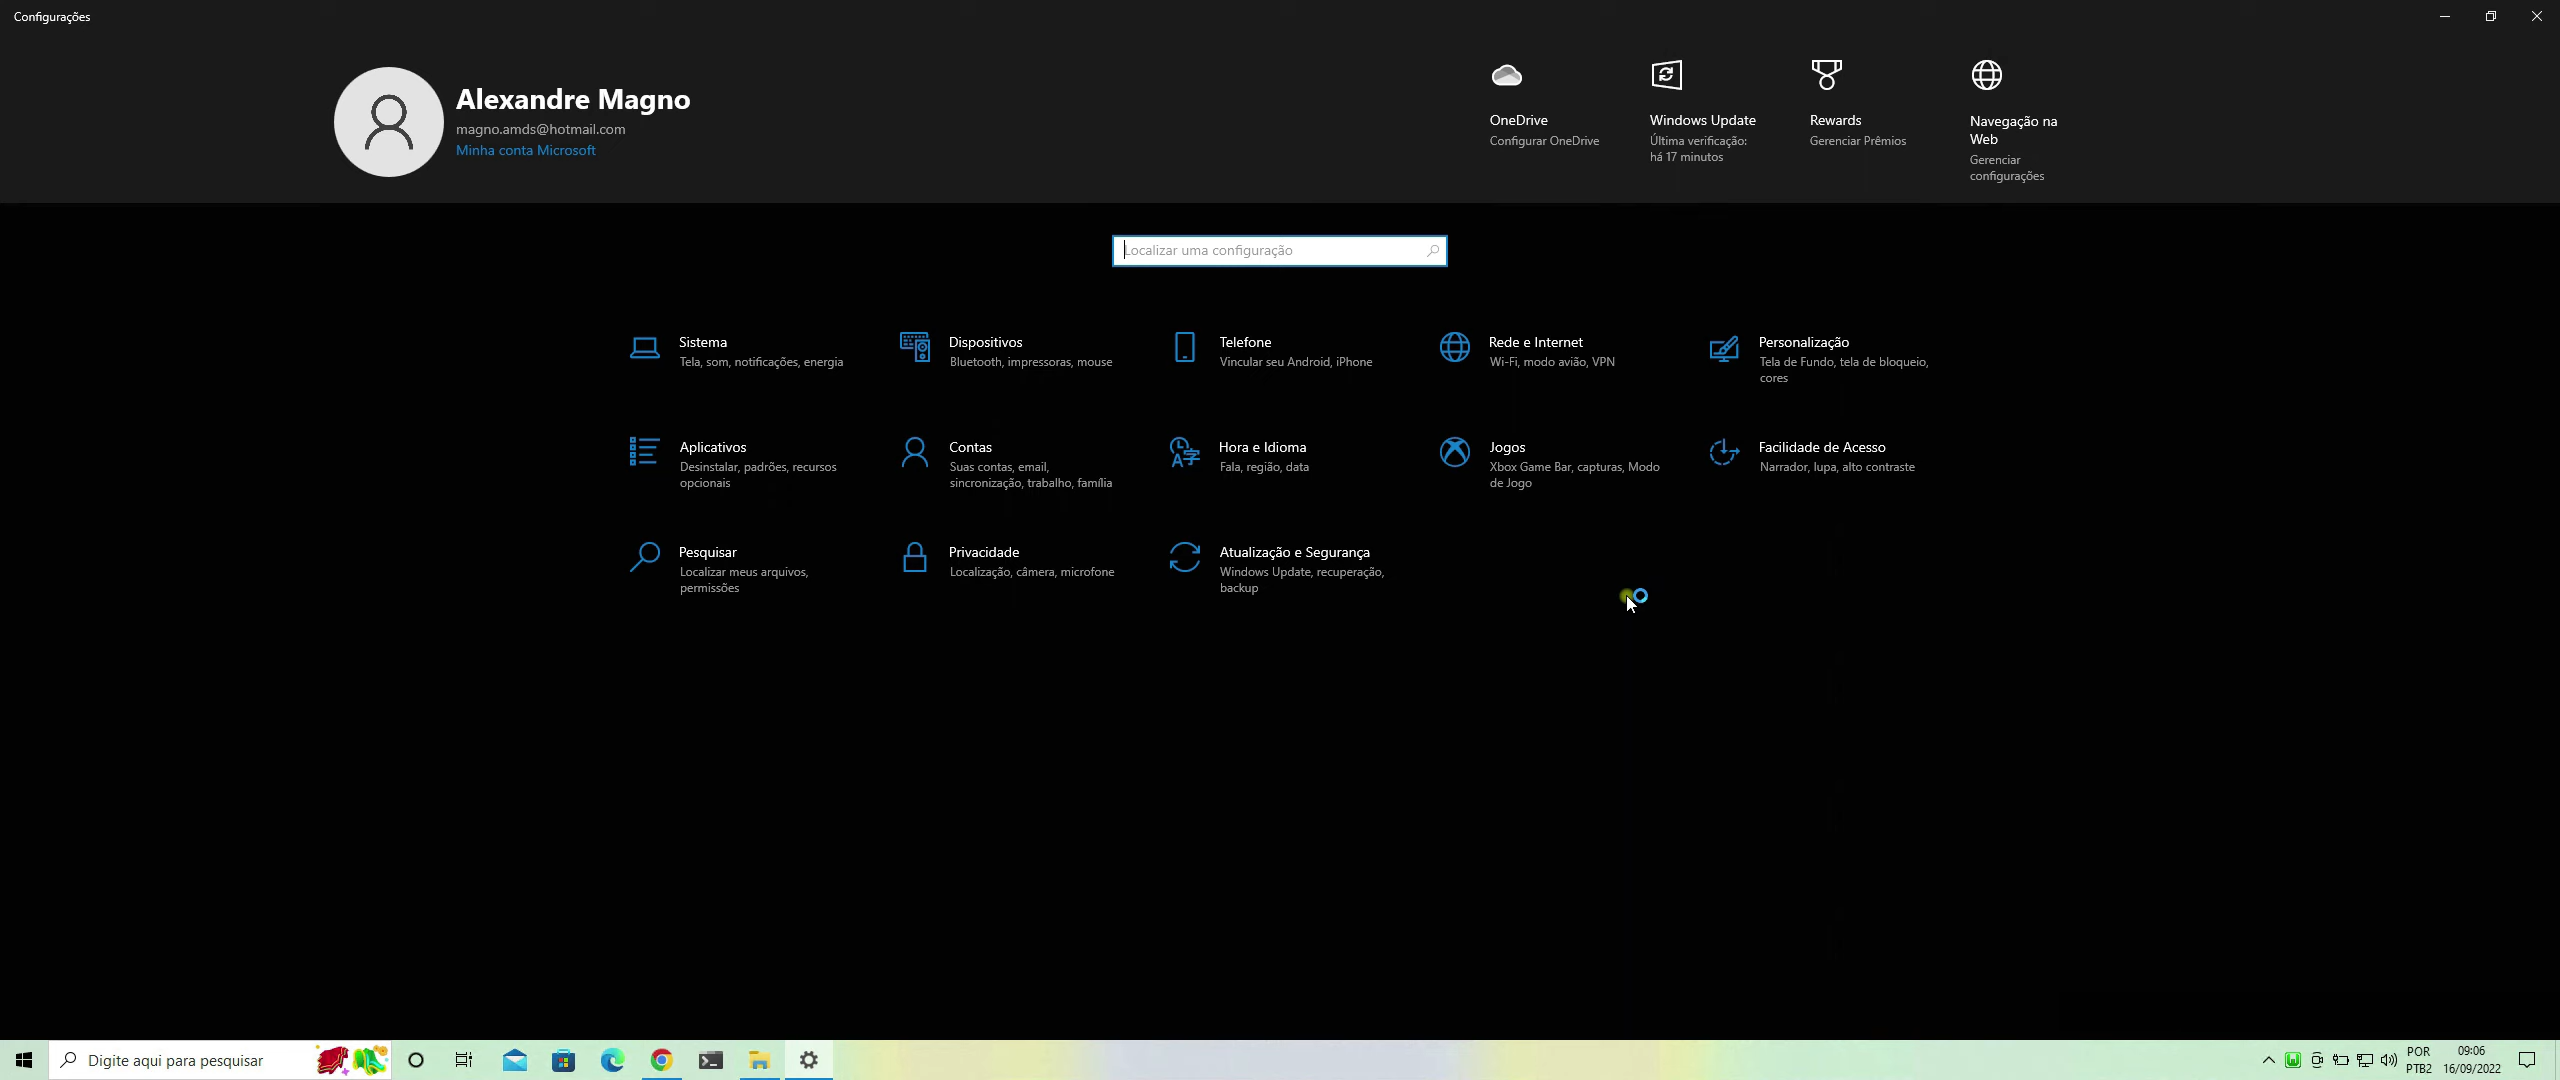 Configurações
Alexandre Magno
magno.amds@hotmail.com
Minha conta Microsoft
OneDrive
Configurar OneDrive
Windows Update
Última verificação:
há 17 minutos
Rewards
Gerenciar Prêmios
Navegação na
Web
Gerenciar
configurações
Localizar uma configuração
Sistema
Tela, som, notificações, energia
Dispositivos
Bluetooth, impressoras, mouse
Telefone
Vincular seu Android, iPhone
Rede e Internet
Wi-Fi, modo avião, VPN
Personalização
Tela de Fundo, tela de bloqueio,
cores
Aplicativos
Desinstalar, padrões, recursos
opcionais
Contas
Suas contas, email,
sincronização, trabalho, família
Hora e Idioma
Fala, região, data
Jogos
Xbox Game Bar, capturas, Modo
de Jogo
Facilidade de Acesso
Narrador, lupa, alto contraste
Pesquisar
Localizar meus arquivos,
permissões
Privacidade
Localização, câmera, microfone
Atualização e Segurança
Windows Update, recuperação,
backup
Digite aqui para pesquisar
POR
PTB2
09:06
16/09/2022